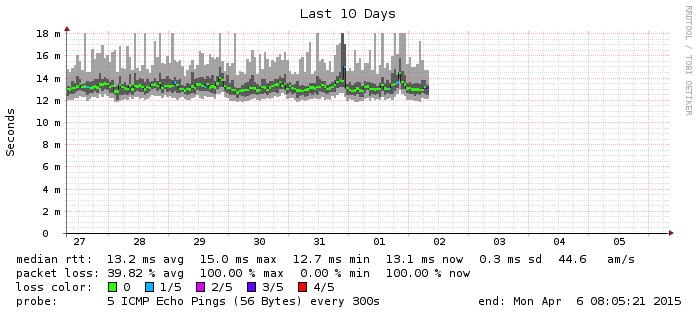 Last 10 Days
RRDTOOL / TOBI OETIKER
Seconds
18 m
16 m
14 m
12 m
10 m
8 m
6 m
4 m
2 m
0
27 28 29 30 31 01 02 03 04 05
median rtt: 13.2 ms avg 15.0 ms max 12.7 ms min 13.1 ms now 0.3 ms sd 44.6 am/s
packet loss: 39.82 % avg 100.00 % max 0.00 % min 100.00 % now
loss color: 0 1/5 2/5 3/5 4/5
probe: 5 ICMP Echo Pings (56 Bytes) every 300s end: Mon Apr 6 08:05:21 2015